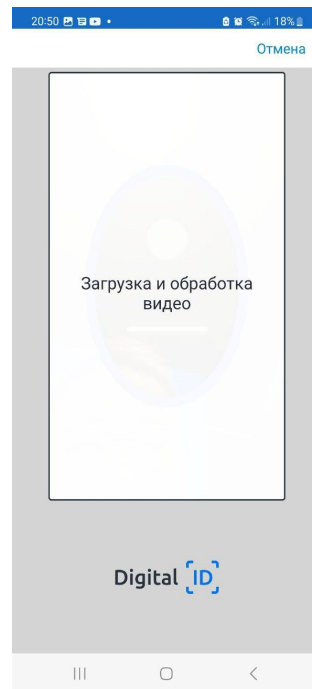 20:50
18%
Отмена
Загрузка и обработка
видео
Digital ID